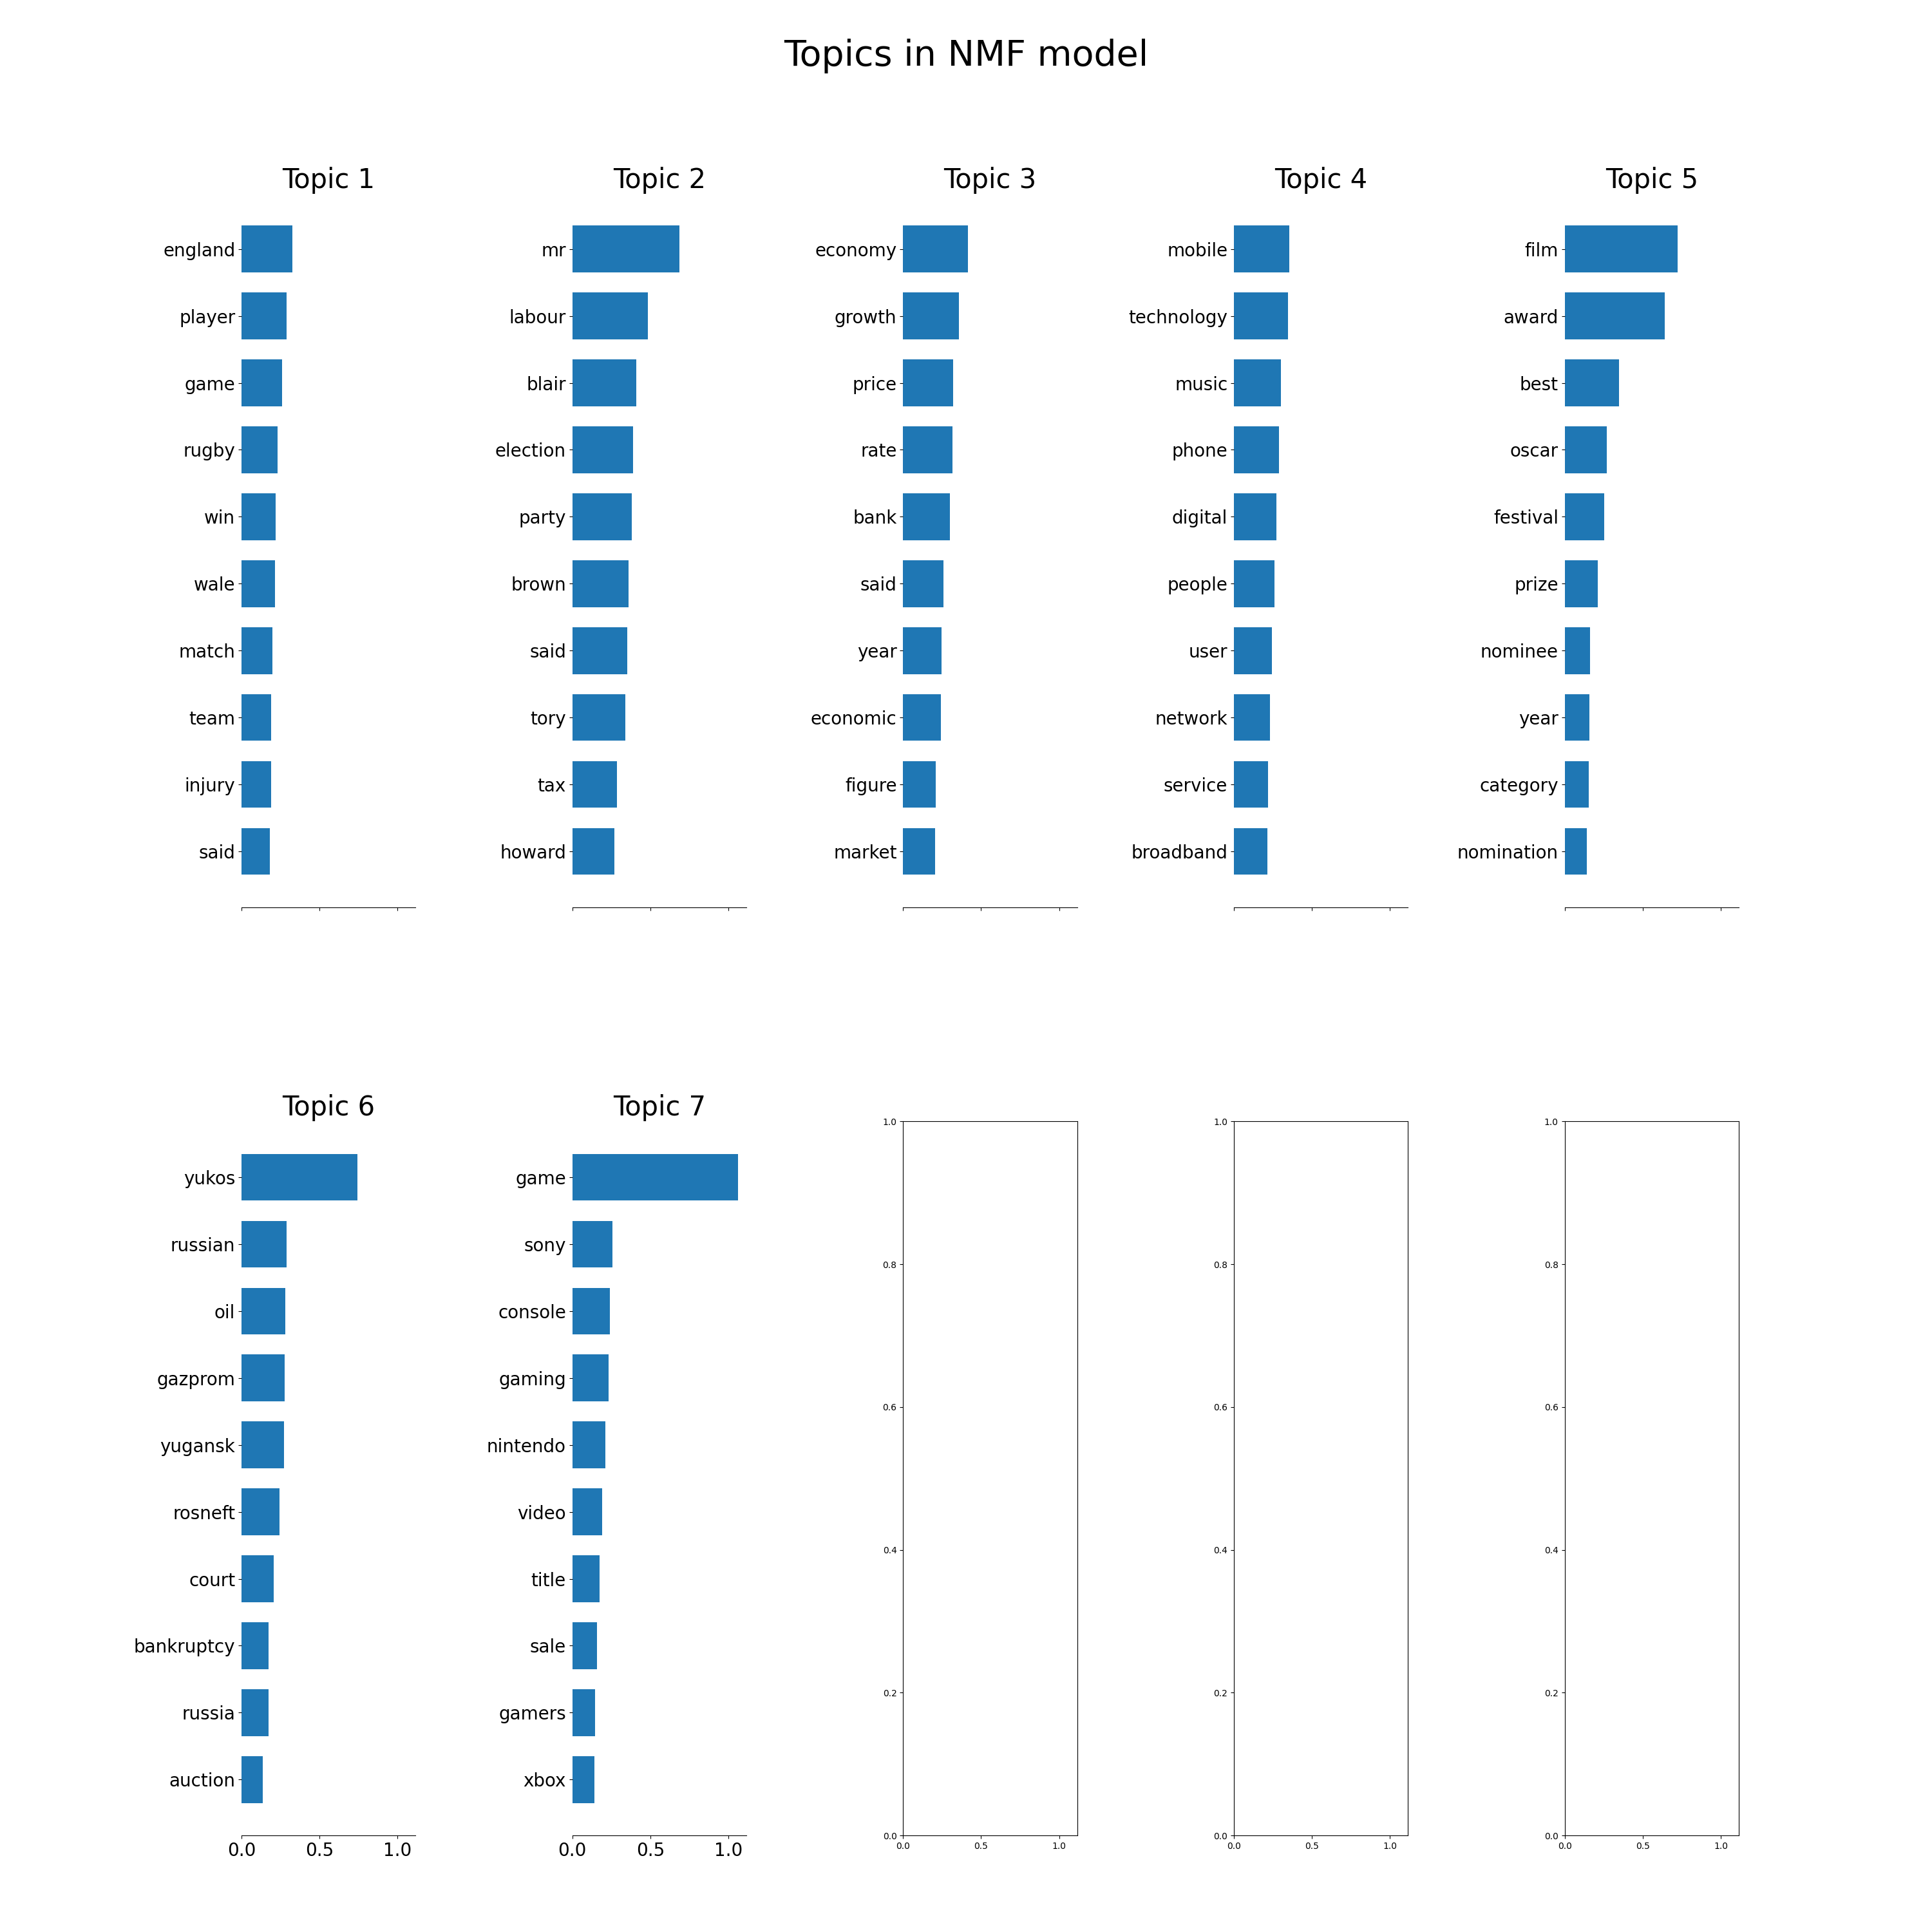 Topics in NMF model
Topic 1
england
player
game
rugby
win
wale
match
team
injury
said
Topic 2
mr
labour
blair
election
party
brown
said
tory
tax
howard
Topic 3
economy
growth
price
rate
bank
said
year
economic
figure
market
Topic 4
mobile
technology
music
phone
digital
people
user
network
service
broadband
Topic 5
film
award
best
oscar
festival
prize
nominee
year
category
nomination
Topic 6
yukos
russian
oil
gazprom
yugansk
rosneft
court
bankruptcy
russia
auction
0.0 0.5 1.0
Topic 7
game
sony
console
gaming
nintendo
video
title
sale
gamers
xbox
0.0 0.5 1.0
1.0
0.8
0.6
0.4
0.2
0.0
0.0 0.5 1.0
1.0
0.8
0.6
0.4
0.2
0.0
0.0 0.5 1.0
1.0
0.8
0.6
0.4
0.2
0.0
0.0 0.5 1.0